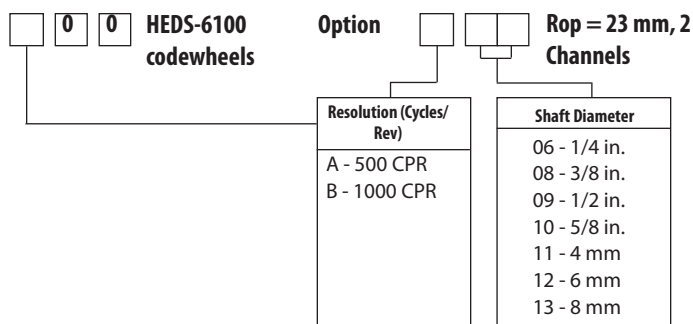 0 0 HEDS-6100 codewheels Option Rop = 23 mm, 2 Channels
Resolution (Cycles/
Rev)
A - 500 CPR
B - 1000 CPR
Shaft Diameter
06 - 1/4 in.
08 - 3/8 in.
09 - 1/2 in.
10 - 5/8 in.
11 - 4 mm
12 - 6 mm
13 - 8 mm